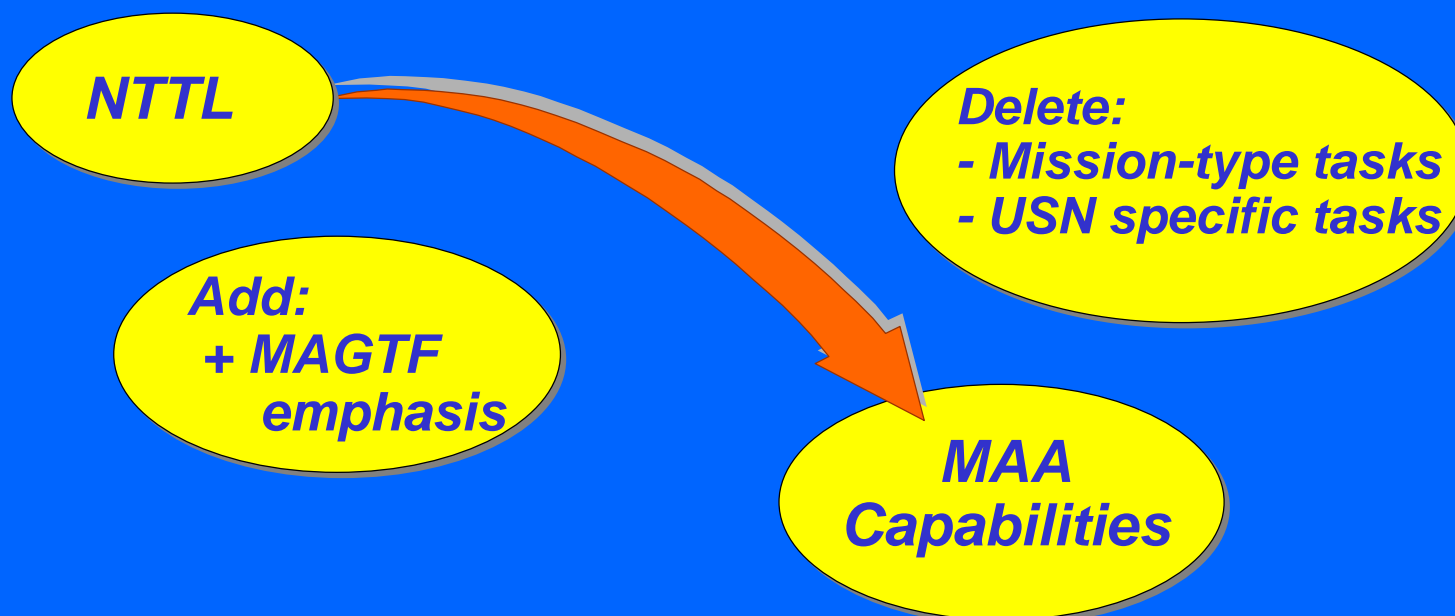 NTTL
Delete:
- Mission-type tasks
- USN specific tasks
Add:
+ MAGTF
emphasis
MAA
Capabilities